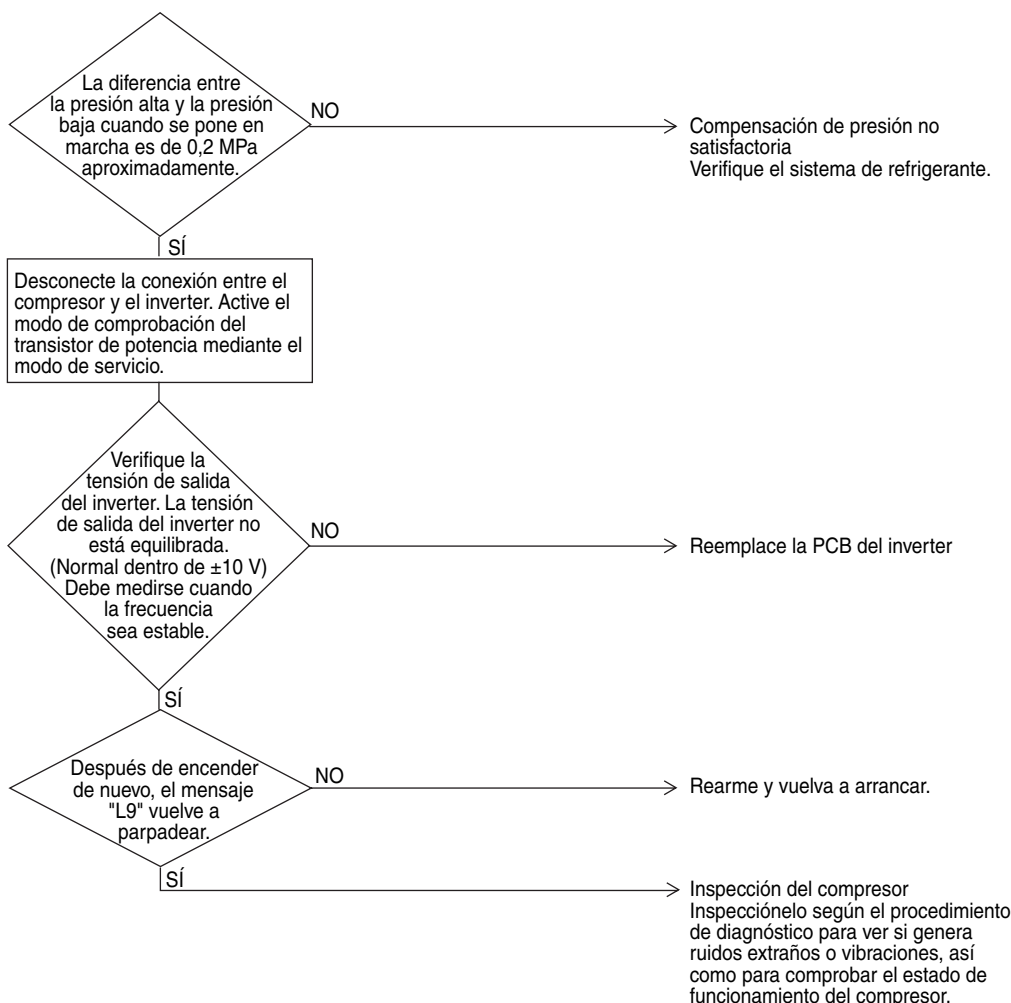 La diferencia entre
la presión alta y la presión
baja cuando se pone en
marcha es de 0,2 MPa
aproximadamente.
NO
Compensación de presión no
satisfactoria
Verifique el sistema de refrigerante.
SÍ
Desconecte la conexión entre el
compresor y el inverter. Active el
modo de comprobación del
transistor de potencia mediante el
modo de servicio.
Verifique la
tensión de salida
del inverter. La tensión
de salida del inverter no
está equilibrada.
(Normal dentro de ±10 V)
Debe medirse cuando
la frecuencia
sea estable.
NO
Reemplace la PCB del inverter
SÍ
Después de encender
de nuevo, el mensaje
"L9" vuelve a
parpadear.
NO
Rearme y vuelva a arrancar.
SÍ
Inspección del compresor
Inspecciónelo según el procedimiento
de diagnóstico para ver si genera
ruidos extraños o vibraciones, así
como para comprobar el estado de
funcionamiento del compresor.